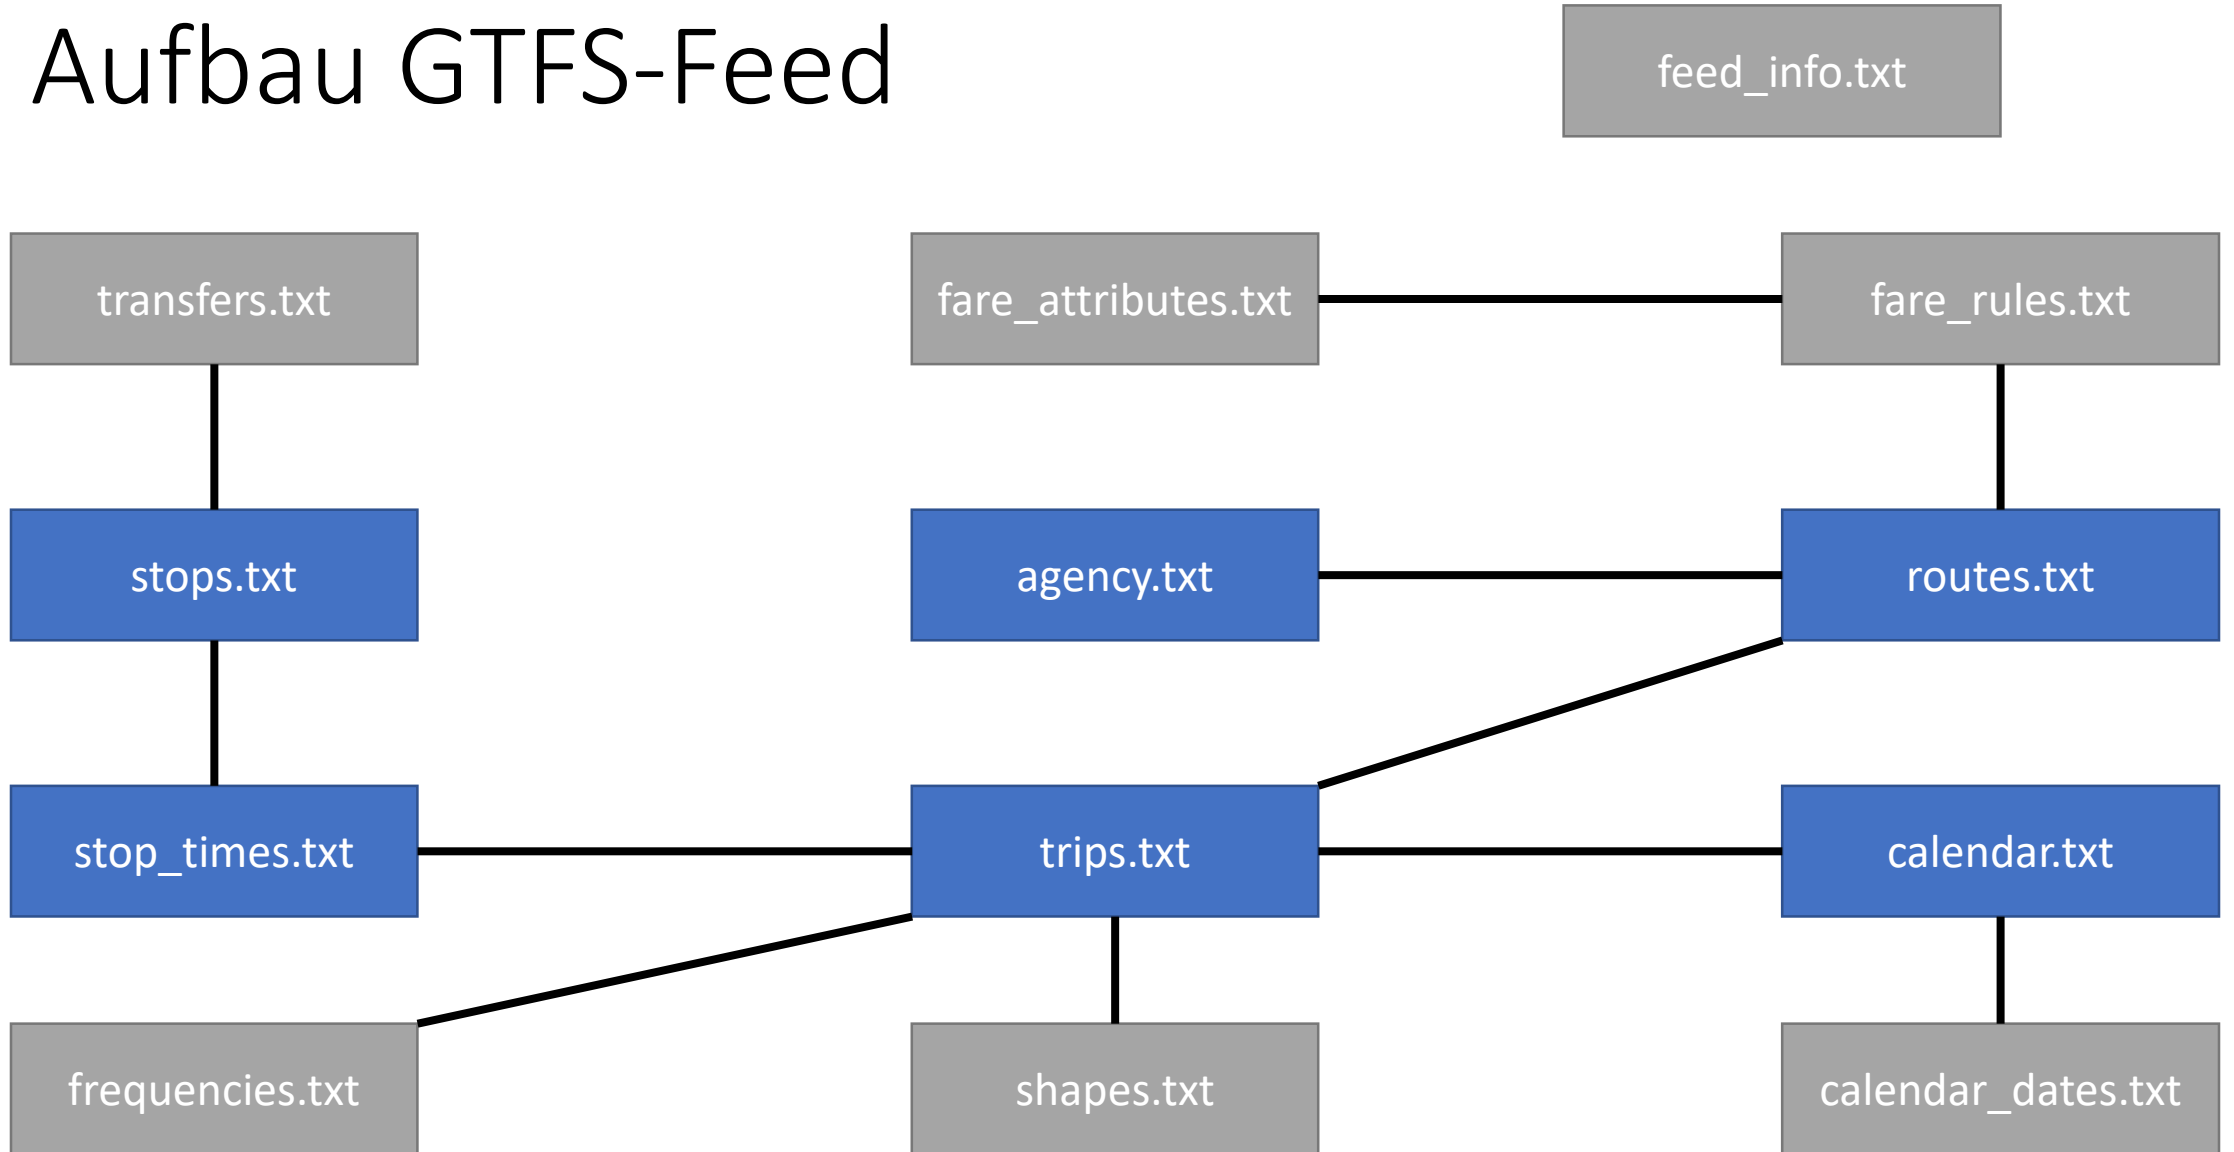 Aufbau GTFS-Feed
feed_info.txt
transfers.txt
fare_attributes.txt
fare_rules.txt
stops.txt
agency.txt
routes.txt
stop_times.txt
trips.txt
calendar.txt
frequencies.txt
shapes.txt
calendar_dates.txt